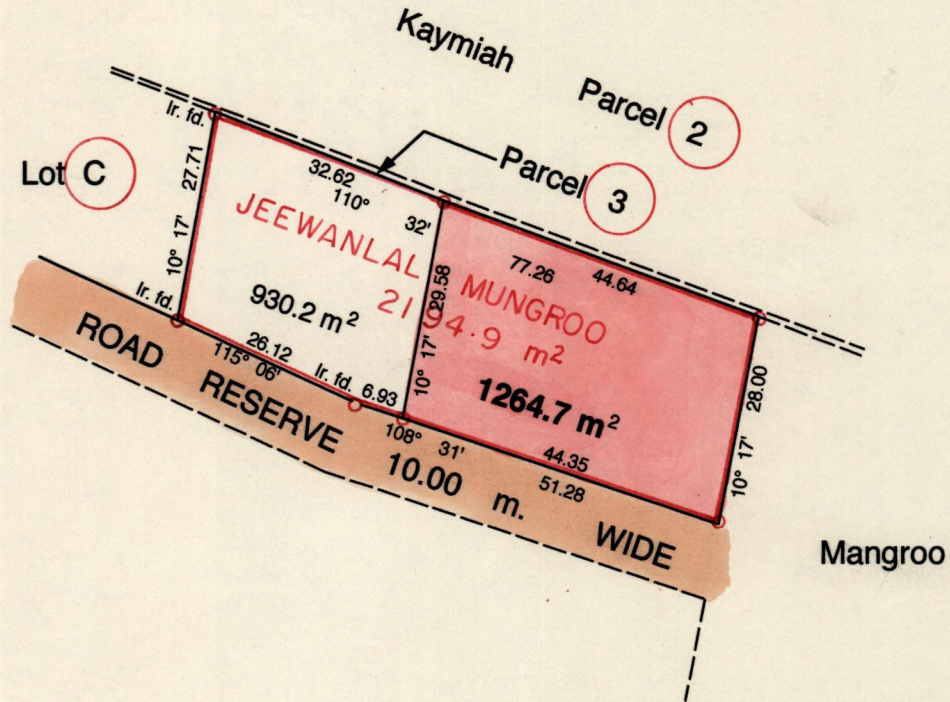 Kaymiah
Parcel 2
Parcel 3
Ir. fd.
Lot C
27.71
10° 17'
32.62
110° 32'
77.26
44.64
JEEWANLAL MUNGROO
2194.9 m²
930.2 m²
29.58
10° 17'
1264.7 m²
28.00
10° 17'
Ir. fd.
26.12
115° 06'
Ir. fd.
6.93
108° 31'
44.35
51.28
ROAD RESERVE 10.00 m. WIDE
Mangroo